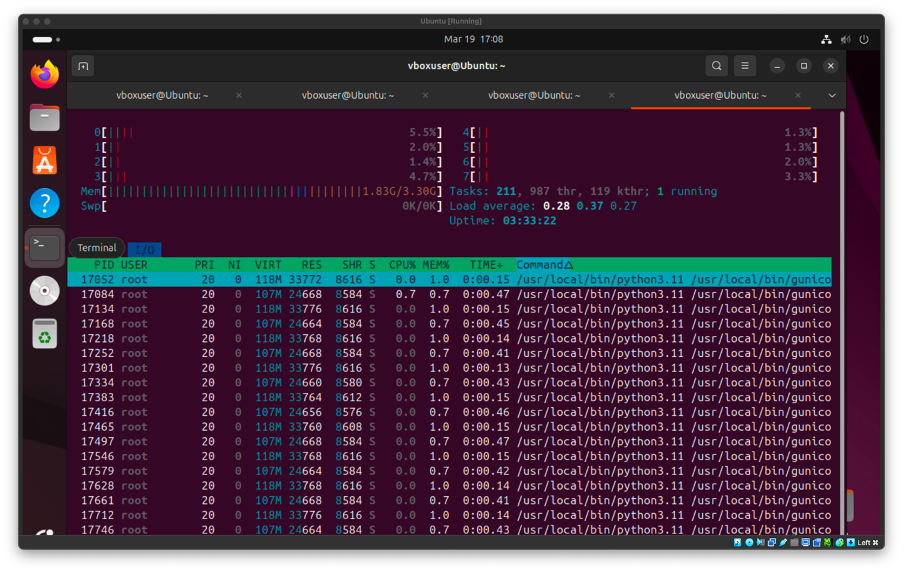 Ubuntu [Running]
Mar 19 17:08
vboxuser@Ubuntu: ~
vboxuser@Ubuntu: ~ × vboxuser@Ubuntu: ~ × vboxuser@Ubuntu: ~ × vboxuser@Ubuntu: ~ ×
0[|||| 5.5%] 4[|| 1.3%]
1[|| 2.0%] 5[|| 1.3%]
2[|| 1.4%] 6[|| 2.0%]
3[||| 4.7%] 7[|| 3.3%]
Mem[||||||||||||||||||||||||||||||||||||||1.83G/3.30G] Tasks: 211, 987 thr, 119 kthr; 1 running
Swp[ 0K/0K] Load average: 0.28 0.37 0.27
Uptime: 03:33:22
Terminal I/O
PID USER PRI NI VIRT RES SHR S CPU% MEM% TIME+ Command△
17052 root 20 0 118M 33772 8616 S 0.0 1.0 0:00.15 /usr/local/bin/python3.11 /usr/local/bin/gunico
17084 root 20 0 107M 24668 8584 S 0.7 0.7 0:00.47 /usr/local/bin/python3.11 /usr/local/bin/gunico
17134 root 20 0 118M 33776 8616 S 0.0 1.0 0:00.15 /usr/local/bin/python3.11 /usr/local/bin/gunico
17168 root 20 0 107M 24664 8584 S 0.0 0.7 0:00.45 /usr/local/bin/python3.11 /usr/local/bin/gunico
17218 root 20 0 118M 33768 8616 S 0.0 1.0 0:00.14 /usr/local/bin/python3.11 /usr/local/bin/gunico
17252 root 20 0 107M 24668 8584 S 0.0 0.7 0:00.41 /usr/local/bin/python3.11 /usr/local/bin/gunico
17301 root 20 0 118M 33776 8616 S 0.0 1.0 0:00.13 /usr/local/bin/python3.11 /usr/local/bin/gunico
17334 root 20 0 107M 24660 8580 S 0.0 0.7 0:00.43 /usr/local/bin/python3.11 /usr/local/bin/gunico
17383 root 20 0 118M 33764 8612 S 0.0 1.0 0:00.15 /usr/local/bin/python3.11 /usr/local/bin/gunico
17416 root 20 0 107M 24656 8576 S 0.0 0.7 0:00.46 /usr/local/bin/python3.11 /usr/local/bin/gunico
17465 root 20 0 118M 33760 8608 S 0.0 1.0 0:00.15 /usr/local/bin/python3.11 /usr/local/bin/gunico
17497 root 20 0 107M 24668 8584 S 0.0 0.7 0:00.47 /usr/local/bin/python3.11 /usr/local/bin/gunico
17546 root 20 0 118M 33768 8616 S 0.0 1.0 0:00.15 /usr/local/bin/python3.11 /usr/local/bin/gunico
17579 root 20 0 107M 24664 8584 S 0.0 0.7 0:00.42 /usr/local/bin/python3.11 /usr/local/bin/gunico
17628 root 20 0 118M 33768 8616 S 0.0 1.0 0:00.14 /usr/local/bin/python3.11 /usr/local/bin/gunico
17661 root 20 0 107M 24664 8584 S 0.0 0.7 0:00.41 /usr/local/bin/python3.11 /usr/local/bin/gunico
17712 root 20 0 118M 33776 8616 S 0.0 1.0 0:00.14 /usr/local/bin/python3.11 /usr/local/bin/gunico
17746 root 20 0 107M 24664 8584 S 0.0 0.7 0:00.43 /usr/local/bin/python3.11 /usr/local/bin/gunico
Left ⌘